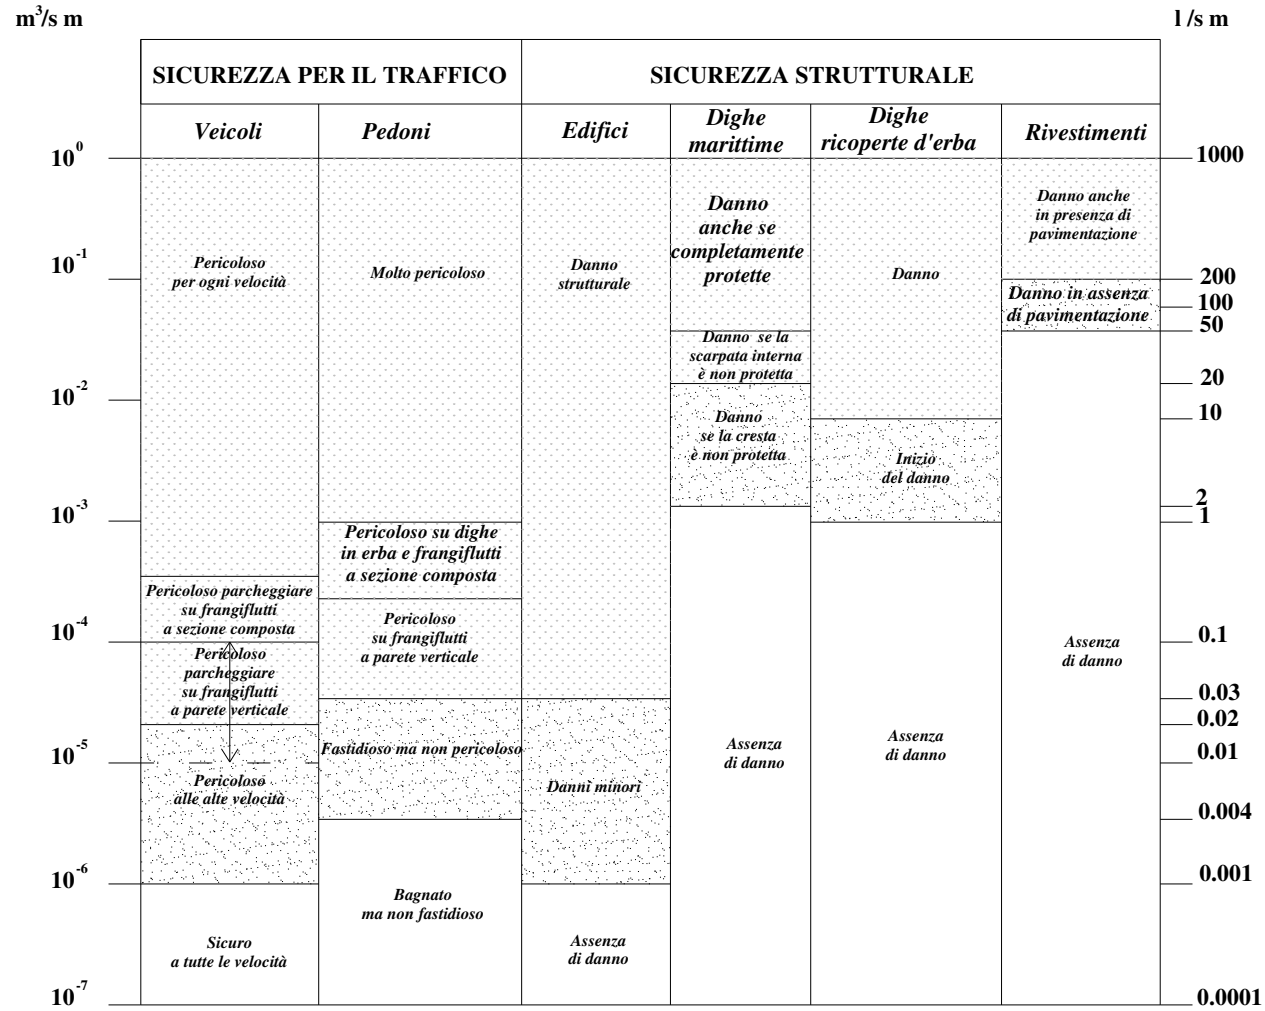 m³/s m
l /s m
SICUREZZA PER IL TRAFFICO
SICUREZZA STRUTTURALE
Veicoli
Pedoni
Edifici
Dighe
marittime
Dighe
ricoperte d'erba
Rivestimenti
10⁰
10⁻¹
10⁻²
10⁻³
10⁻⁴
10⁻⁵
10⁻⁶
10⁻⁷
Pericoloso
per ogni velocità
Pericoloso parcheggiare
su frangiflutti
a sezione composta
Pericoloso
parcheggiare
su frangiflutti
a parete verticale
Pericoloso
alle alte velocità
Sicuro
a tutte le velocità
Molto pericoloso
Pericoloso su dighe
in erba e frangiflutti
a sezione composta
Pericoloso
su frangiflutti
a parete verticale
Fastidioso ma non pericoloso
Bagnato
ma non fastidioso
Danno
strutturale
Danni minori
Assenza
di danno
Danno
anche se
completamente
protette
Danno se la
scarpata interna
è non protetta
Danno
se la cresta
è non protetta
Assenza
di danno
Danno
Inizio
del danno
Assenza
di danno
Danno anche
in presenza di
pavimentazione
Danno in assenza
di pavimentazione
Assenza
di danno
1000
200
100
50
20
10
2
1
0.1
0.03
0.02
0.01
0.004
0.001
0.0001